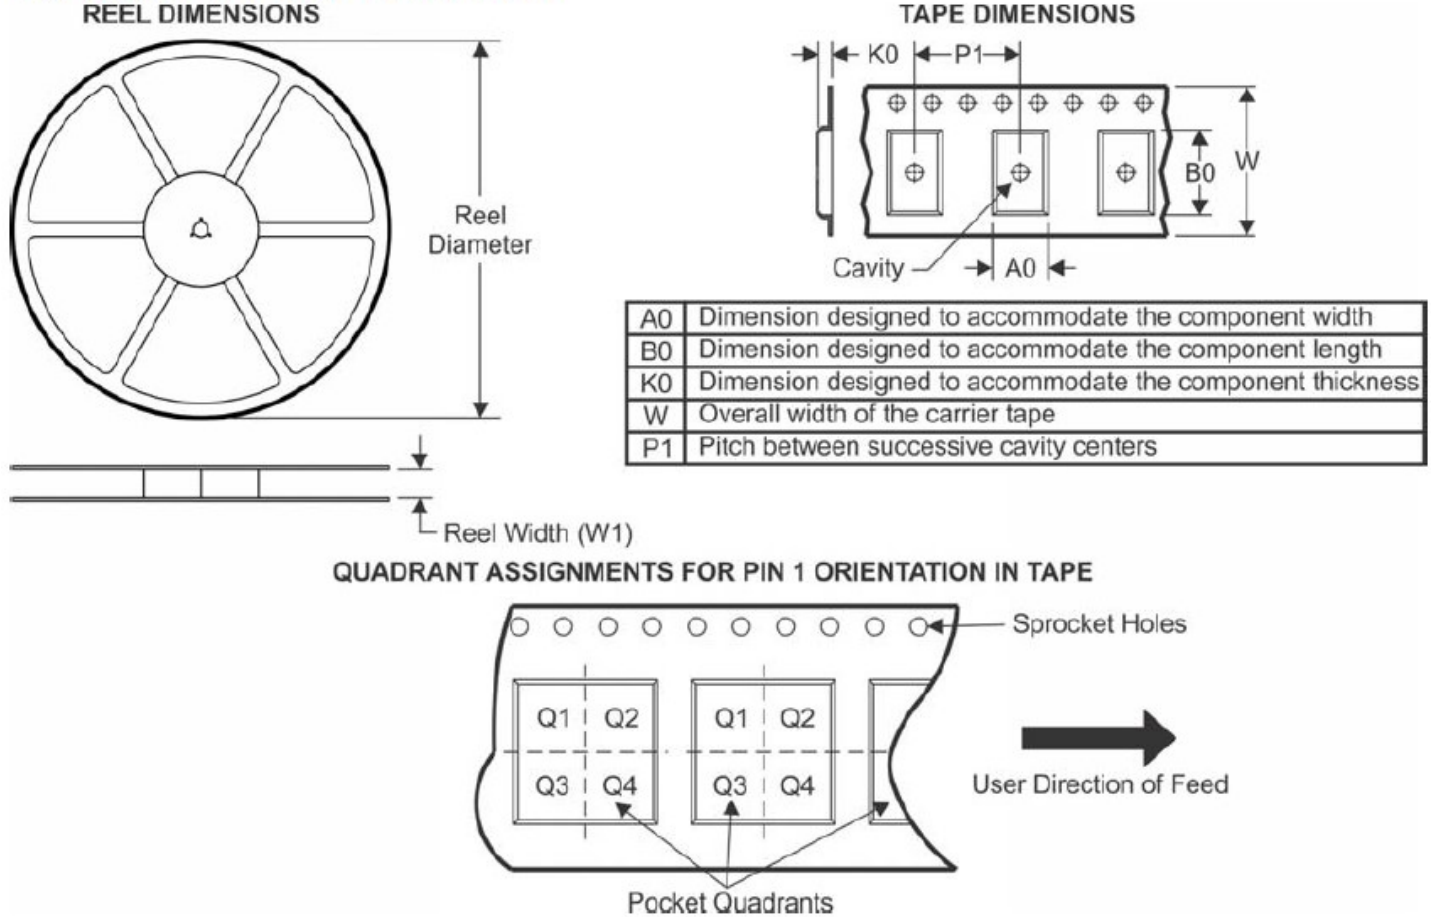 REEL DIMENSIONS
Reel
Diameter
Reel Width (W1)
TAPE DIMENSIONS
K0
P1
B0
W
Cavity
A0
A0 Dimension designed to accommodate the component width
B0 Dimension designed to accommodate the component length
K0 Dimension designed to accommodate the component thickness
W Overall width of the carrier tape
P1 Pitch between successive cavity centers
QUADRANT ASSIGNMENTS FOR PIN 1 ORIENTATION IN TAPE
Sprocket Holes
Q1 Q2 Q1 Q2
Q3 Q4 Q3 Q4
User Direction of Feed
Pocket Quadrants